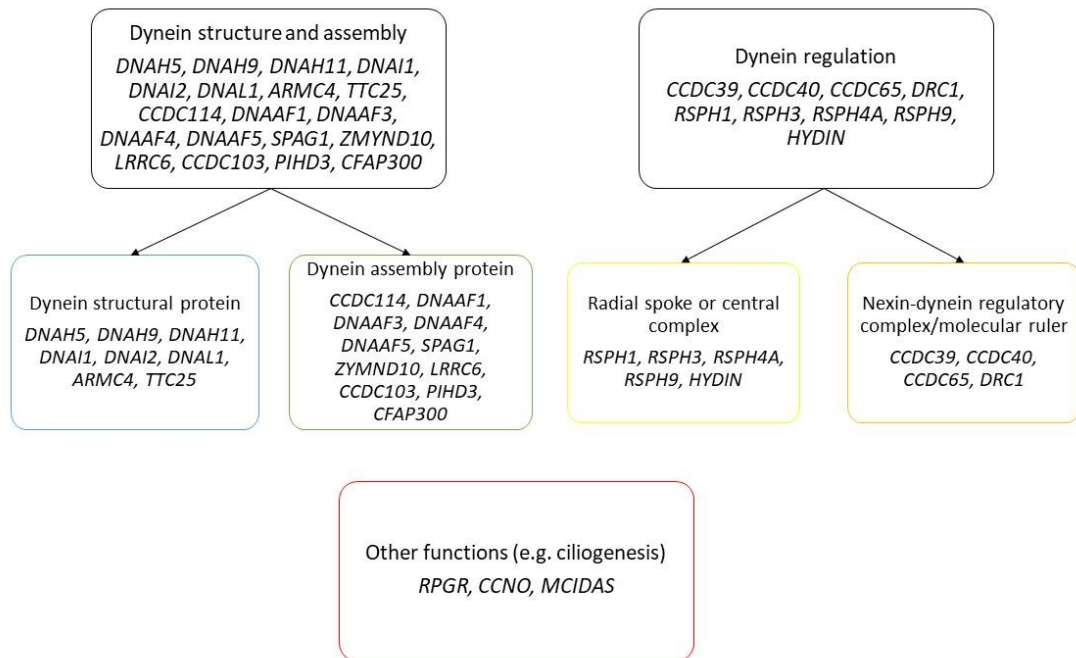 Dynein structure and assembly
DNAH5, DNAH9, DNAH11, DNAI1,
DNAI2, DNAL1, ARMC4, TTC25,
CCDC114, DNAAF1, DNAAF3,
DNAAF4, DNAAF5, SPAG1, ZMYND10,
LRRC6, CCDC103, PIHD3, CFAP300
Dynein regulation
CCDC39, CCDC40, CCDC65, DRC1,
RSPH1, RSPH3, RSPH4A, RSPH9,
HYDIN
Dynein structural protein
DNAH5, DNAH9, DNAH11,
DNAI1, DNAI2, DNAL1,
ARMC4, TTC25
Dynein assembly protein
CCDC114, DNAAF1,
DNAAF3, DNAAF4,
DNAAF5, SPAG1,
ZYMND10, LRRC6,
CCDC103, PIHD3,
CFAP300
Radial spoke or central
complex
RSPH1, RSPH3, RSPH4A,
RSPH9, HYDIN
Nexin-dynein regulatory
complex/molecular ruler
CCDC39, CCDC40,
CCDC65, DRC1
Other functions (e.g. ciliogenesis)
RPGR, CCNO, MCIDAS